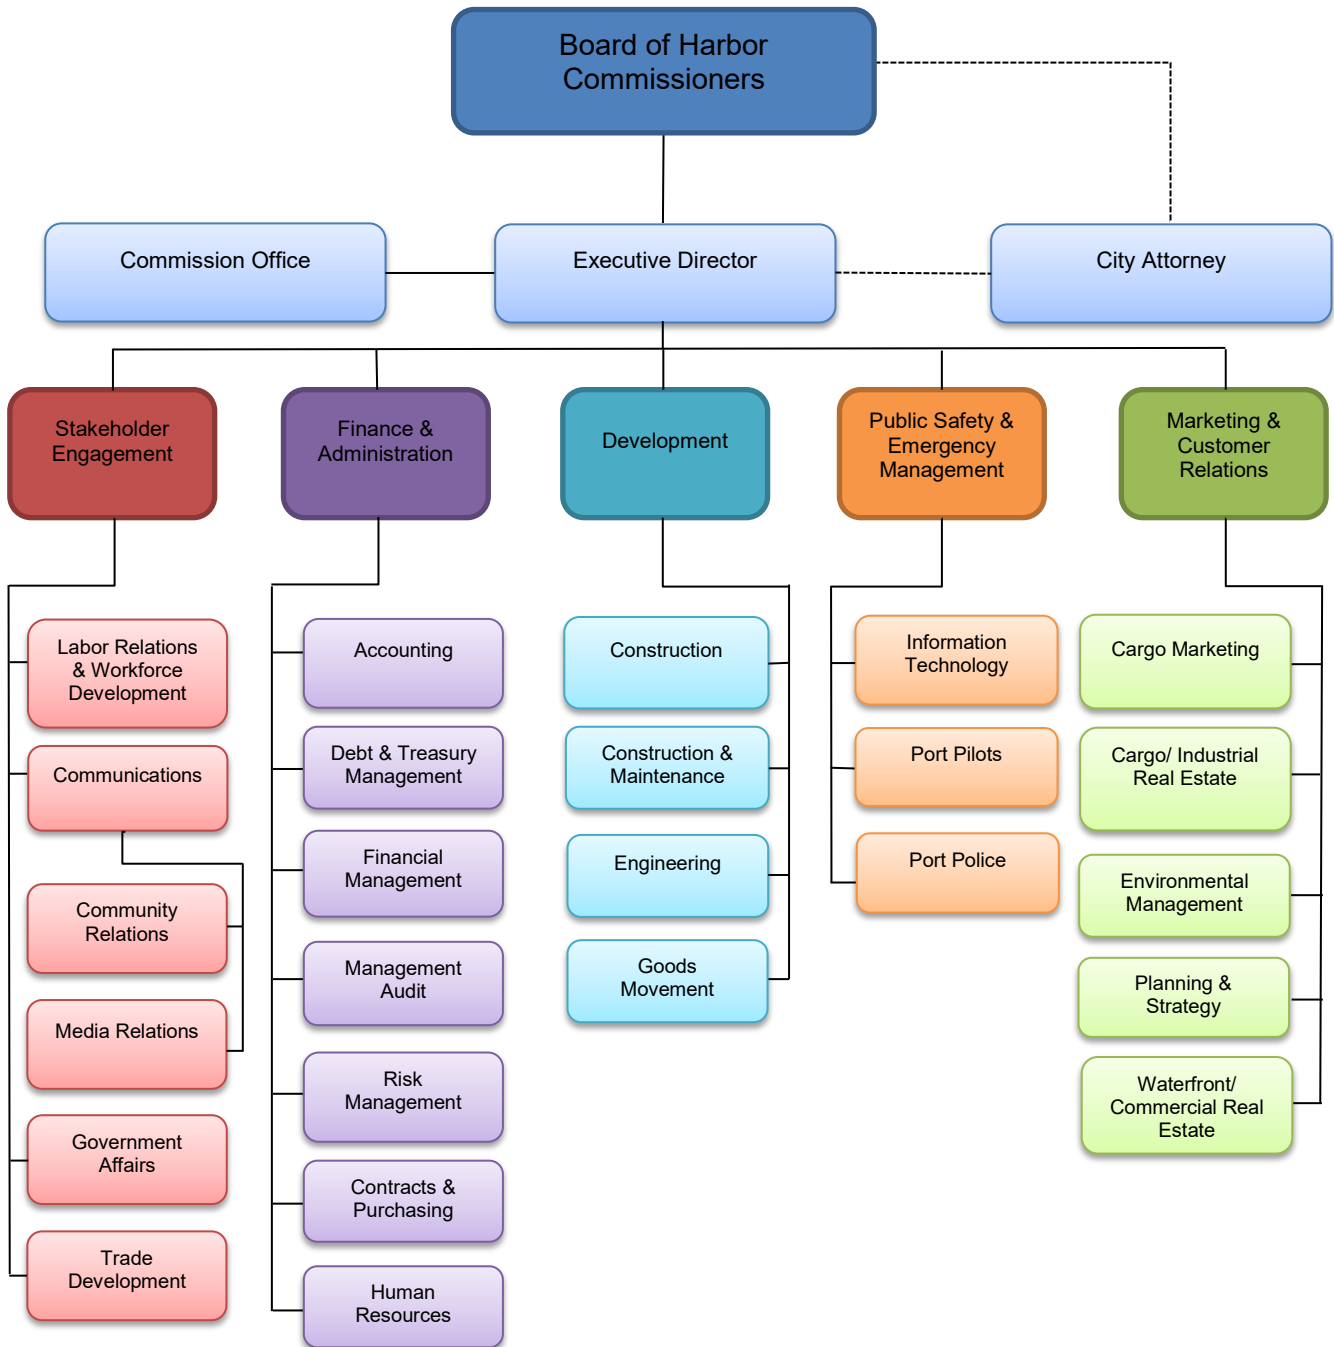 Board of Harbor
Commissioners
Commission Office
Executive Director
City Attorney
Stakeholder
Engagement
Finance &
Administration
Development
Public Safety &
Emergency
Management
Marketing &
Customer
Relations
Labor Relations
& Workforce
Development
Communications
Community
Relations
Media Relations
Government
Affairs
Trade
Development
Accounting
Debt & Treasury
Management
Financial
Management
Management
Audit
Risk
Management
Contracts &
Purchasing
Human
Resources
Construction
Construction &
Maintenance
Engineering
Goods
Movement
Information
Technology
Port Pilots
Port Police
Cargo Marketing
Cargo/ Industrial
Real Estate
Environmental
Management
Planning &
Strategy
Waterfront/
Commercial Real
Estate